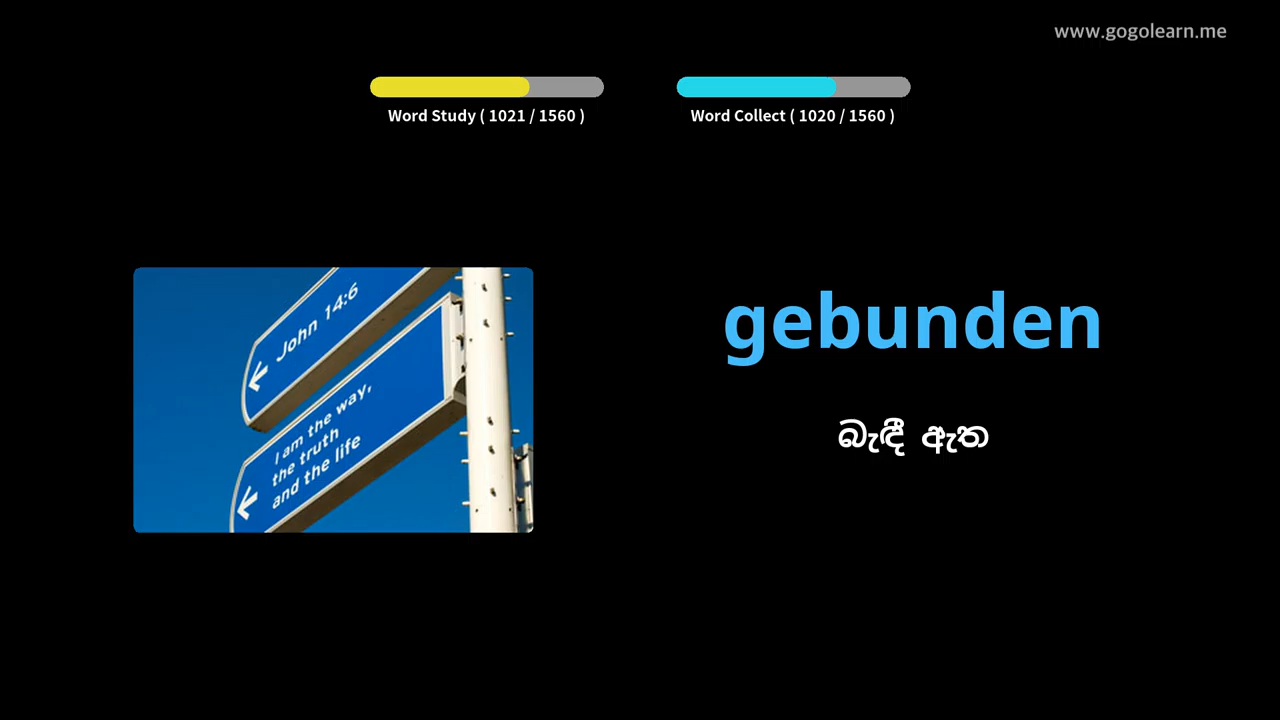 www.gogolearn.me
Word Study ( 1021 / 1560 )
Word Collect ( 1020 / 1560 )
John 14:6
I am the way,
the truth
and the life
gebunden
බැඳී ඇත